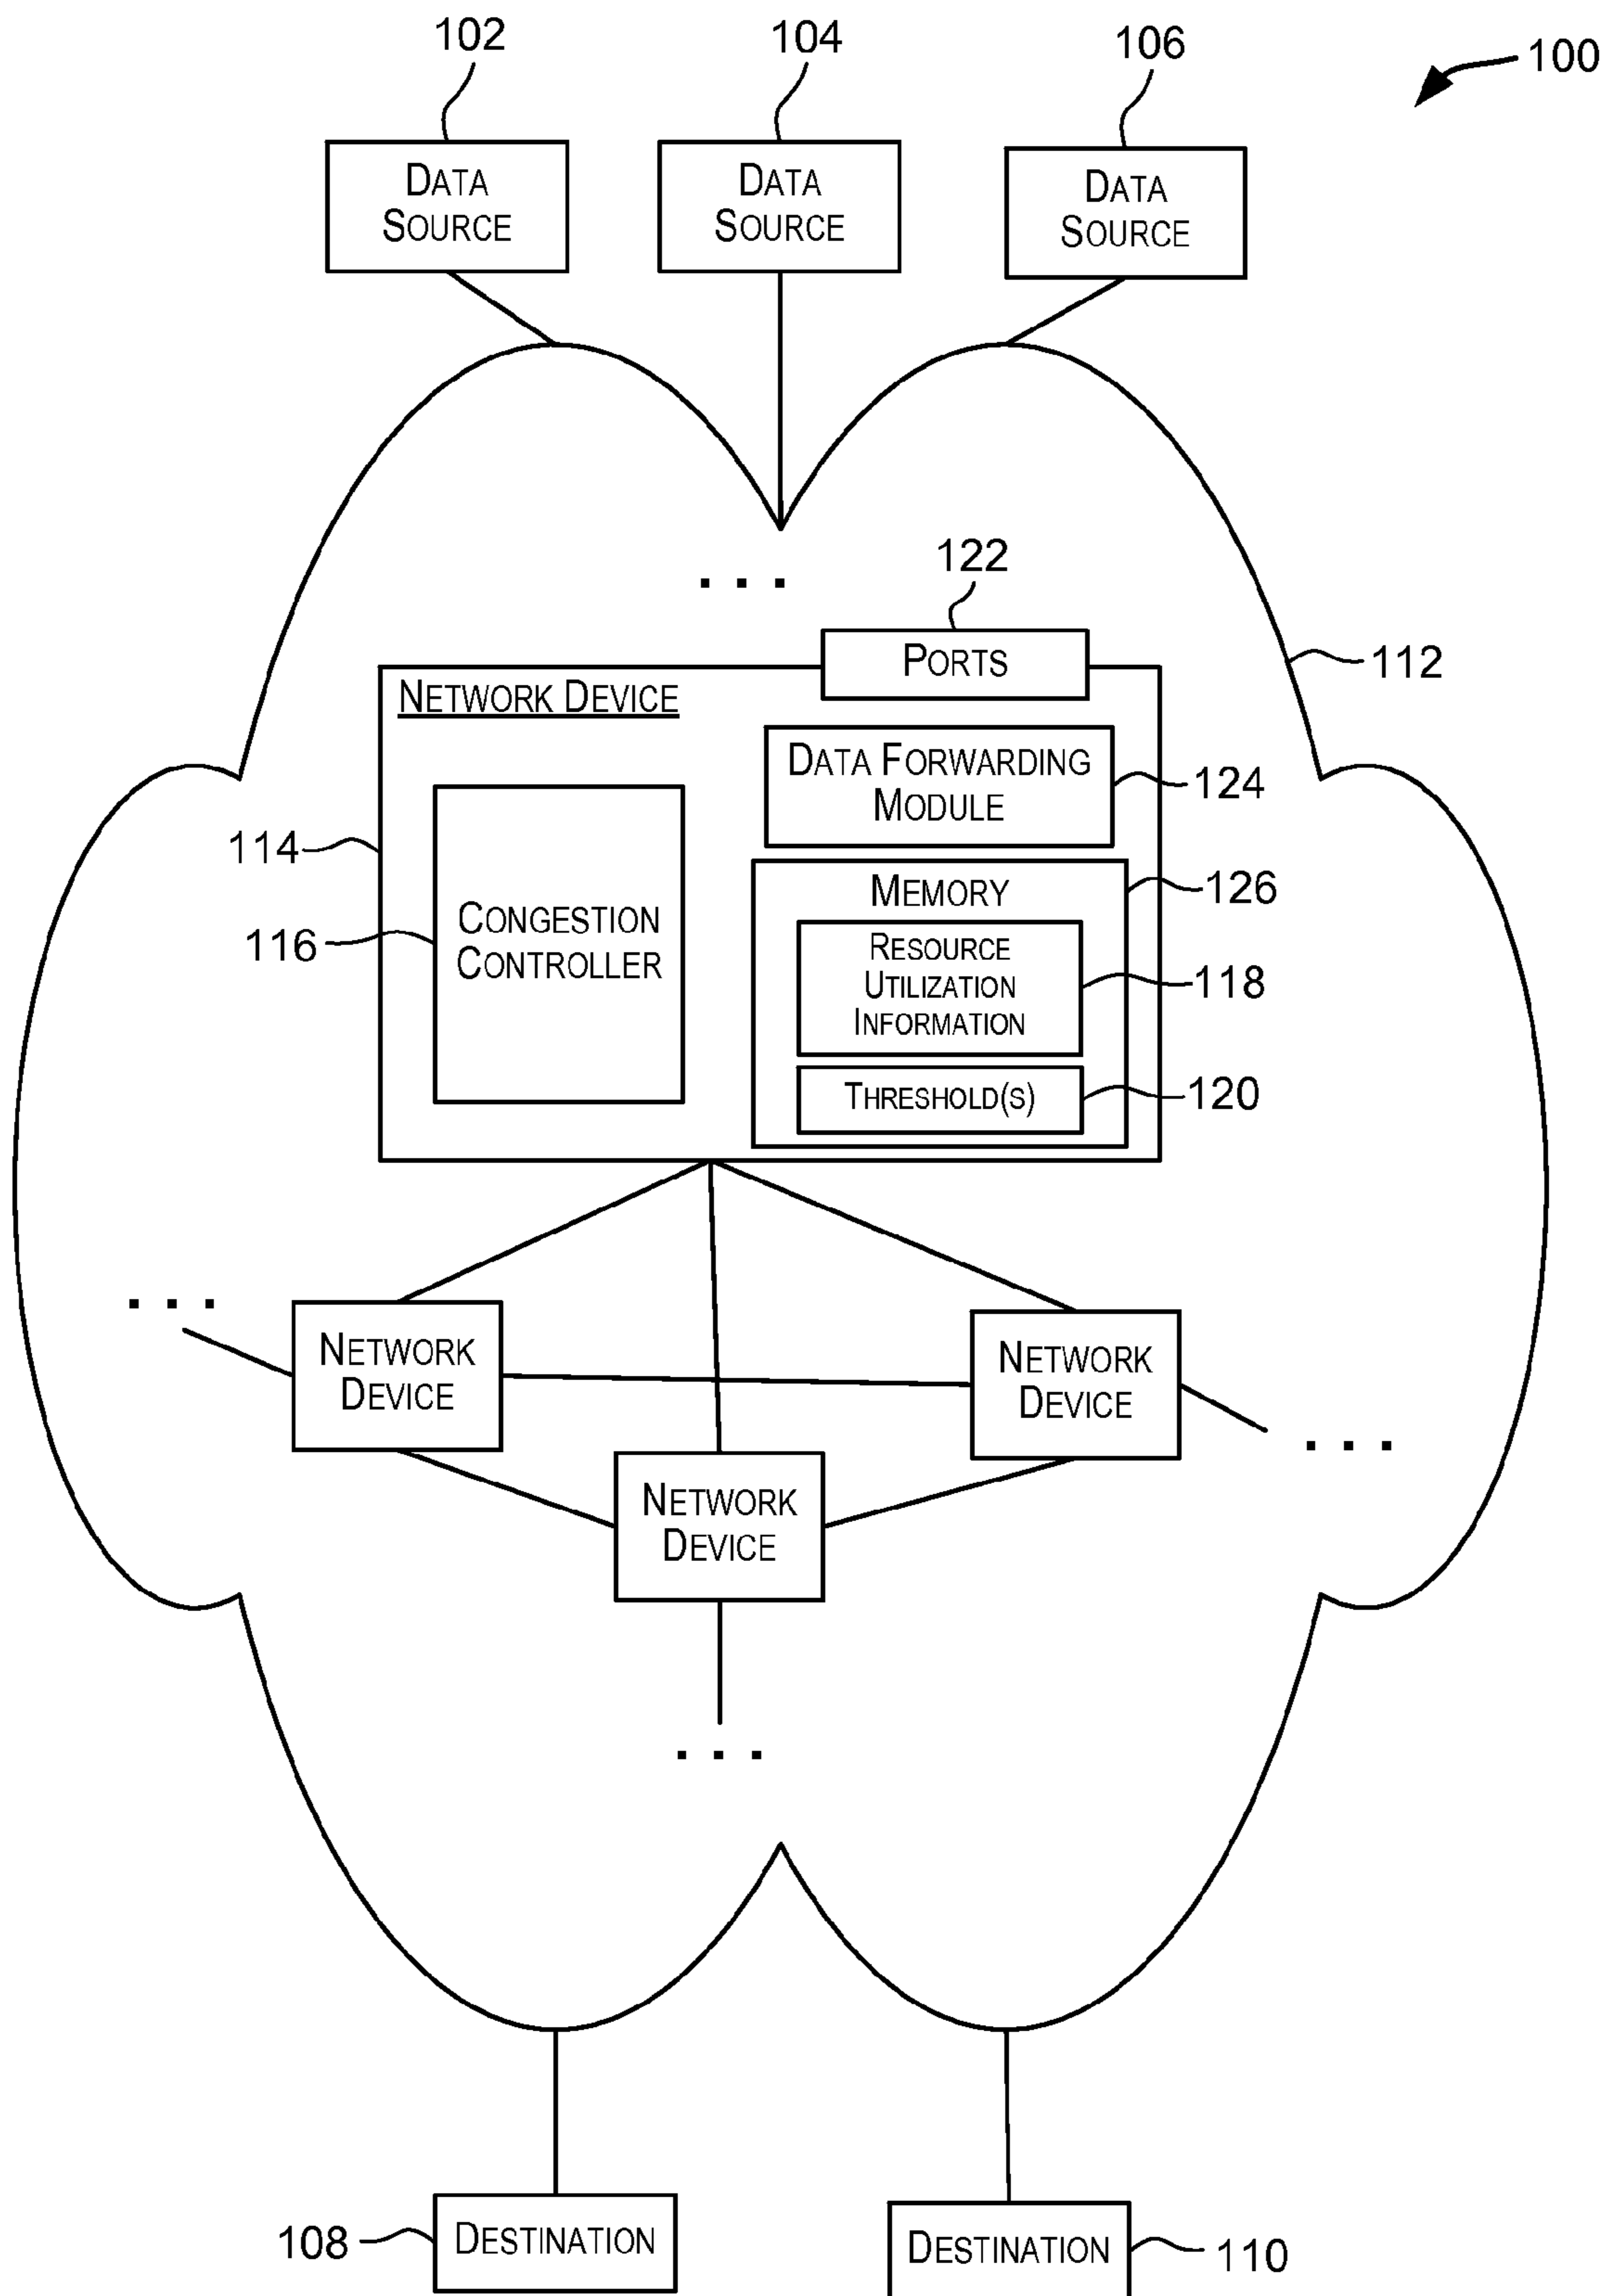 102
104
106
100
DATA
SOURCE
DATA
SOURCE
DATA
SOURCE
. . .
122
PORTS
112
NETWORK DEVICE
DATA FORWARDING
MODULE
124
114
MEMORY
126
116
CONGESTION
CONTROLLER
RESOURCE
UTILIZATION
INFORMATION
118
THRESHOLD(S)
120
. . .
NETWORK
DEVICE
NETWORK
DEVICE
. . .
NETWORK
DEVICE
. . .
108
DESTINATION
DESTINATION
110